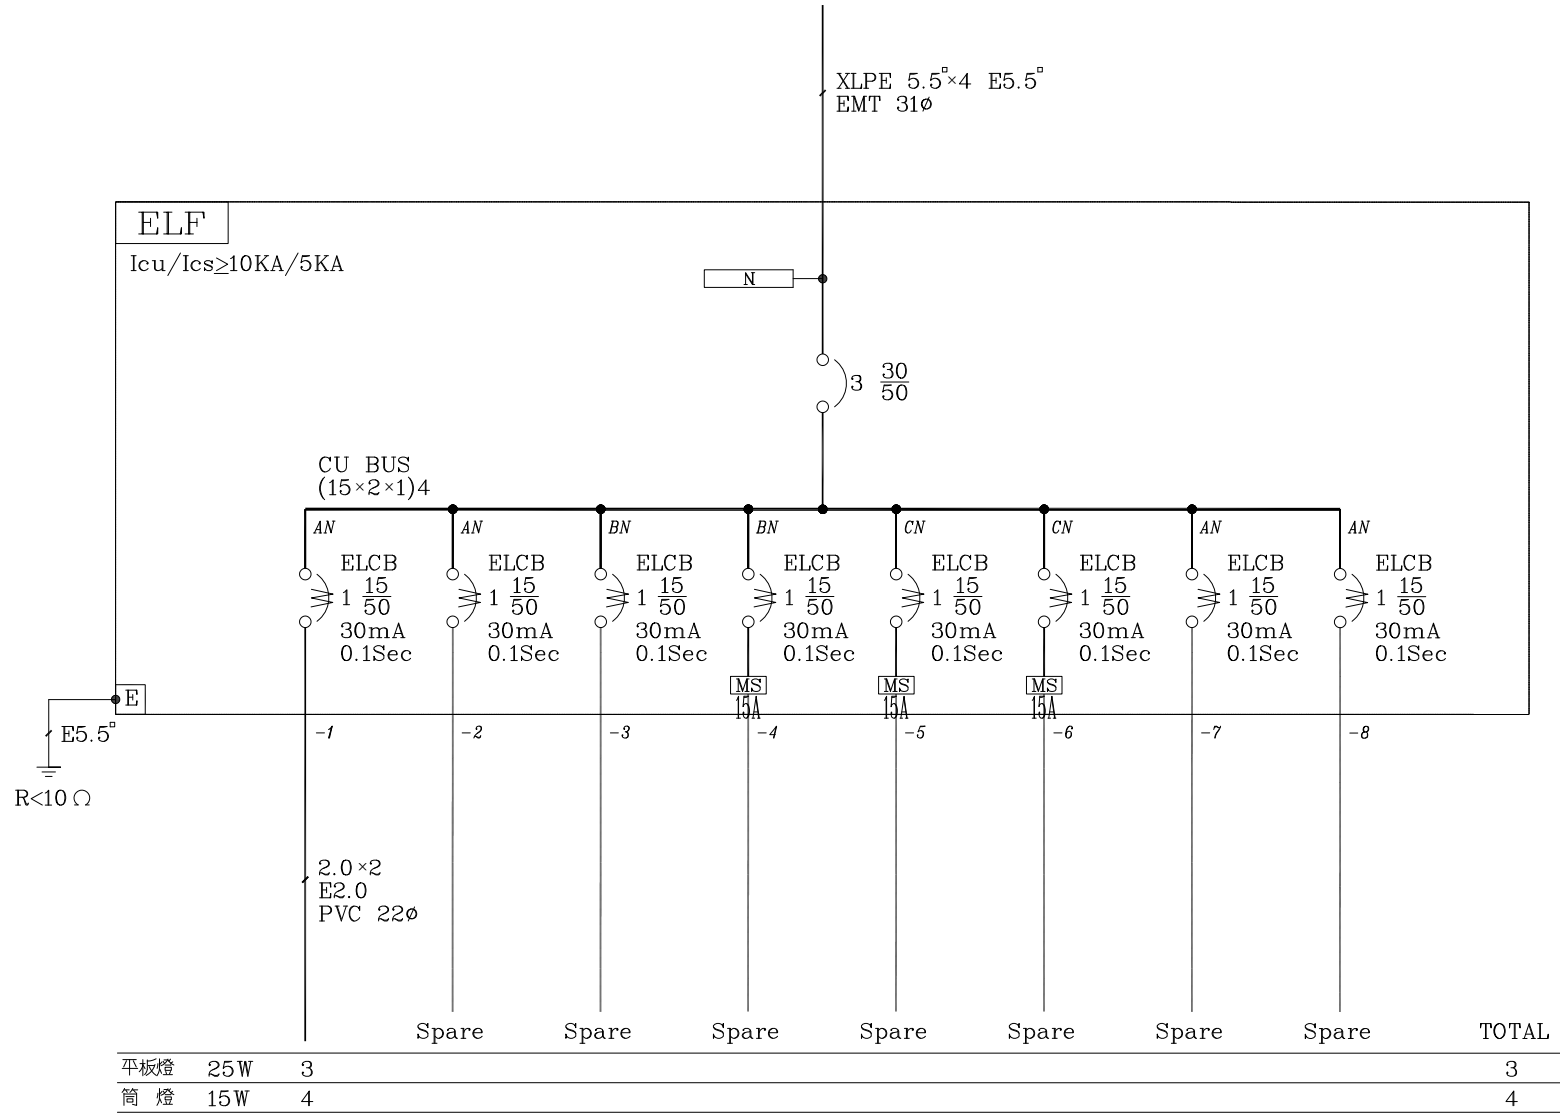 XLPE 5.5□×4 E5.5□
EMT 31ø
ELF
Icu/Ics≥10KA/5KA
N
3 30/50
CU BUS
(15×2×1)4
AN AN BN BN CN CN AN AN
ELCB ELCB ELCB ELCB ELCB ELCB ELCB ELCB
1 15/50 1 15/50 1 15/50 1 15/50 1 15/50 1 15/50 1 15/50 1 15/50
30mA 30mA 30mA 30mA 30mA 30mA 30mA 30mA
0.1Sec 0.1Sec 0.1Sec 0.1Sec 0.1Sec 0.1Sec 0.1Sec 0.1Sec
MS MS MS
15A 15A 15A
E
E5.5□
R<10Ω
-1 -2 -3 -4 -5 -6 -7 -8
2.0×2
E2.0
PVC 22ø
Spare Spare Spare Spare Spare Spare Spare TOTAL
平板燈 25W 3 3
筒 燈 15W 4 4